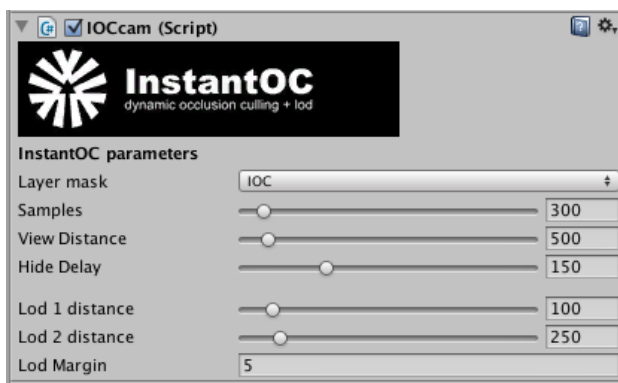 IOCcam (Script)
InstantOC
dynamic occlusion culling + lod
InstantOC parameters
Layer mask IOC
Samples 300
View Distance 500
Hide Delay 150
Lod 1 distance 100
Lod 2 distance 250
Lod Margin 5